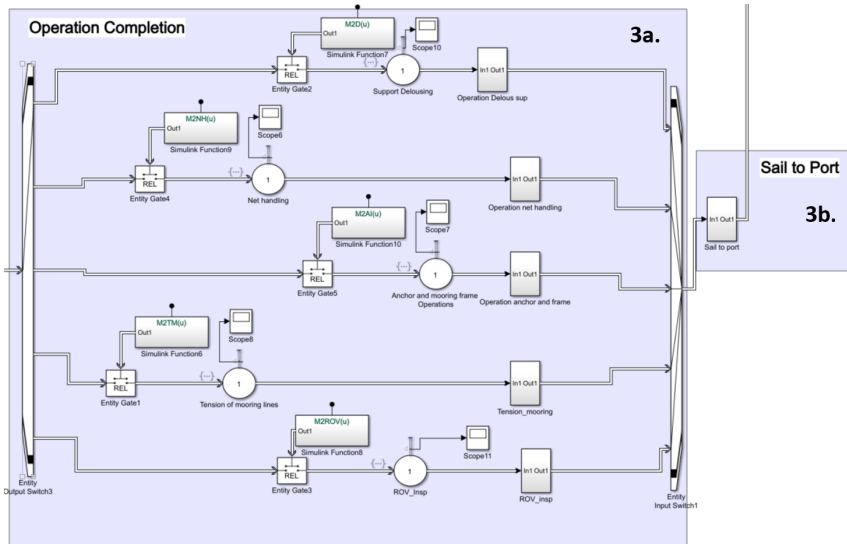 Operation Completion
3a.
M2D(u)
Out1
Simulink Function7
Scope10
{···}
REL
Entity Gate2
1
Support Delousing
In1 Out1
Operation Delous sup
M2NH(u)
Out1
Simulink Function9
Scope6
{···}
REL
Entity Gate4
1
Net handling
In1 Out1
Operation net handling
M2AI(u)
Out1
Simulink Function10
Scope7
{···}
REL
Entity Gate5
1
Anchor and mooring frame
Operations
In1 Out1
Operation anchor and frame
M2TM(u)
Out1
Simulink Function6
Scope8
{···}
REL
Entity Gate1
1
Tension of mooring lines
In1 Out1
Tension_mooring
M2ROV(u)
Out1
Simulink Function8
Scope11
{···}
REL
Entity Gate3
1
ROV_Insp
In1 Out1
ROV_insp
Entity
Output Switch3
Entity
Input Switch1
Sail to Port
3b.
In1 Out1
Sail to port